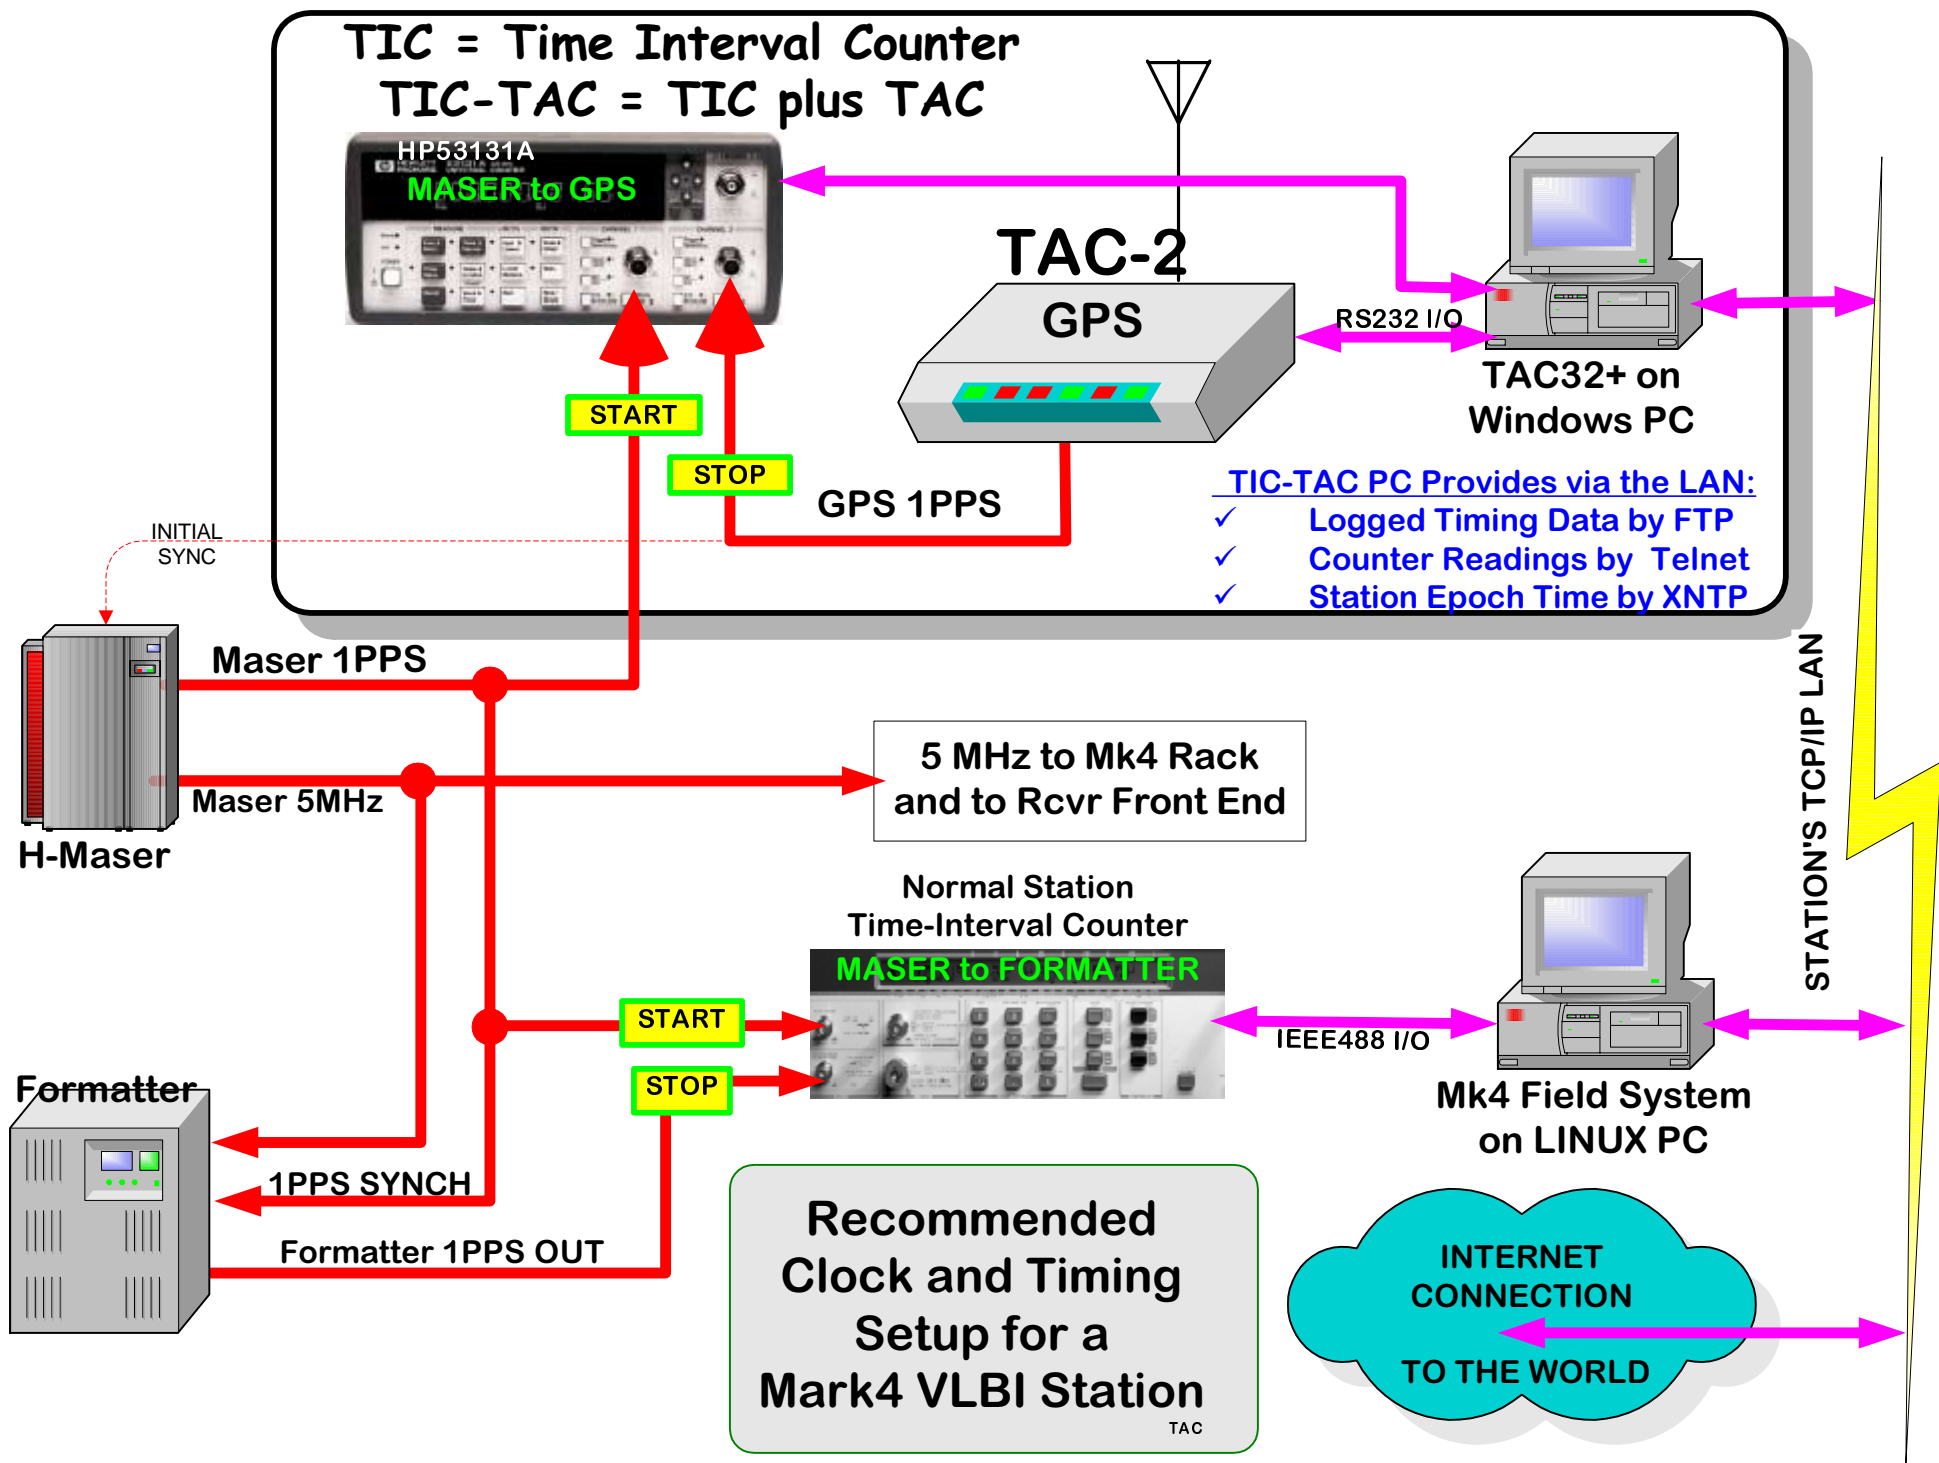 TIC = Time Interval Counter
TIC-TAC = TIC plus TAC
HP53131A
MASER to GPS
TAC-2
GPS
RS232 I/O
TAC32+ on
Windows PC
START
STOP
GPS 1PPS
TIC-TAC PC Provides via the LAN:
✓ Logged Timing Data by FTP
✓ Counter Readings by Telnet
✓ Station Epoch Time by XNTP
INITIAL
SYNC
Maser 1PPS
Maser 5MHz
H-Maser
5 MHz to Mk4 Rack
and to Rcvr Front End
STATION'S TCP/IP LAN
Normal Station
Time-Interval Counter
MASER to FORMATTER
START
STOP
IEEE488 I/O
Mk4 Field System
on LINUX PC
Formatter
1PPS SYNCH
Formatter 1PPS OUT
Recommended
Clock and Timing
Setup for a
Mark4 VLBI Station
TAC
INTERNET
CONNECTION
TO THE WORLD